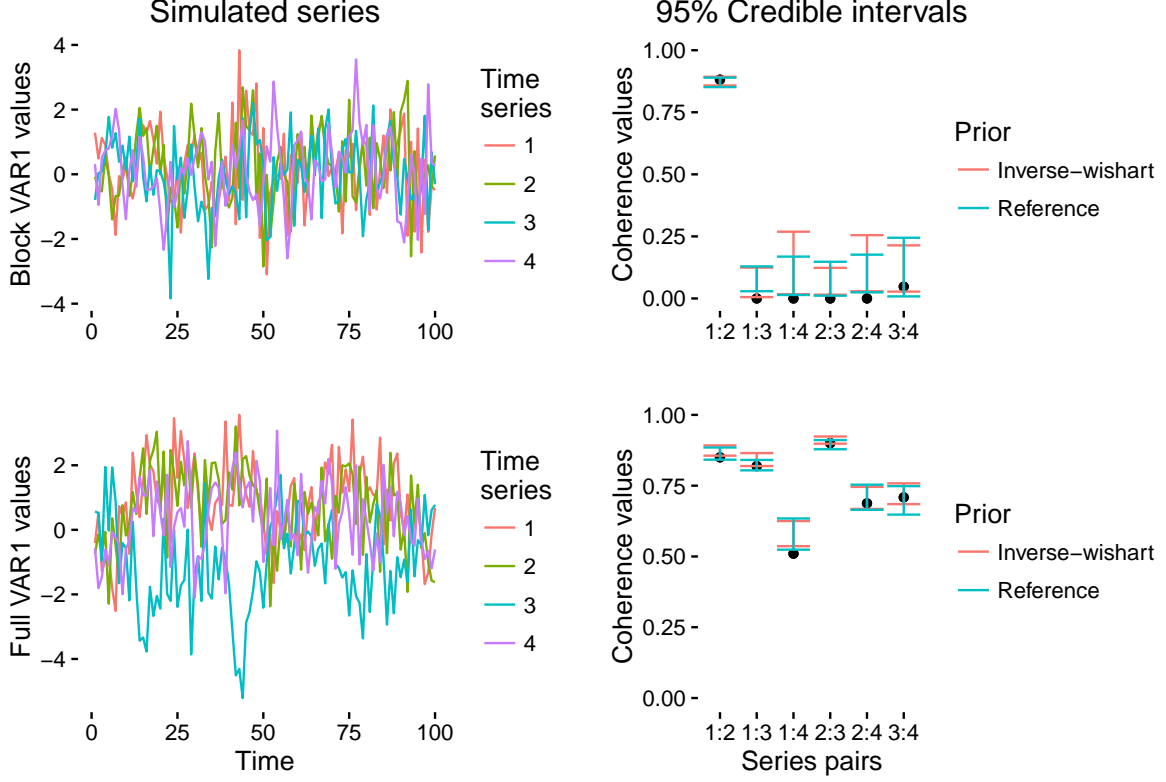 Simulated series
95% Credible intervals
Block VAR1 values
4
2
0
−2
−4
0
25
50
75
100
Time
series
1
2
3
4
Coherence values
1.00
0.75
0.50
0.25
0.00
1:2
1:3
1:4
2:3
2:4
3:4
Prior
Inverse−wishart
Reference
Full VAR1 values
2
0
−2
−4
0
25
50
75
100
Time
Time
series
1
2
3
4
Coherence values
1.00
0.75
0.50
0.25
0.00
1:2
1:3
1:4
2:3
2:4
3:4
Series pairs
Prior
Inverse−wishart
Reference